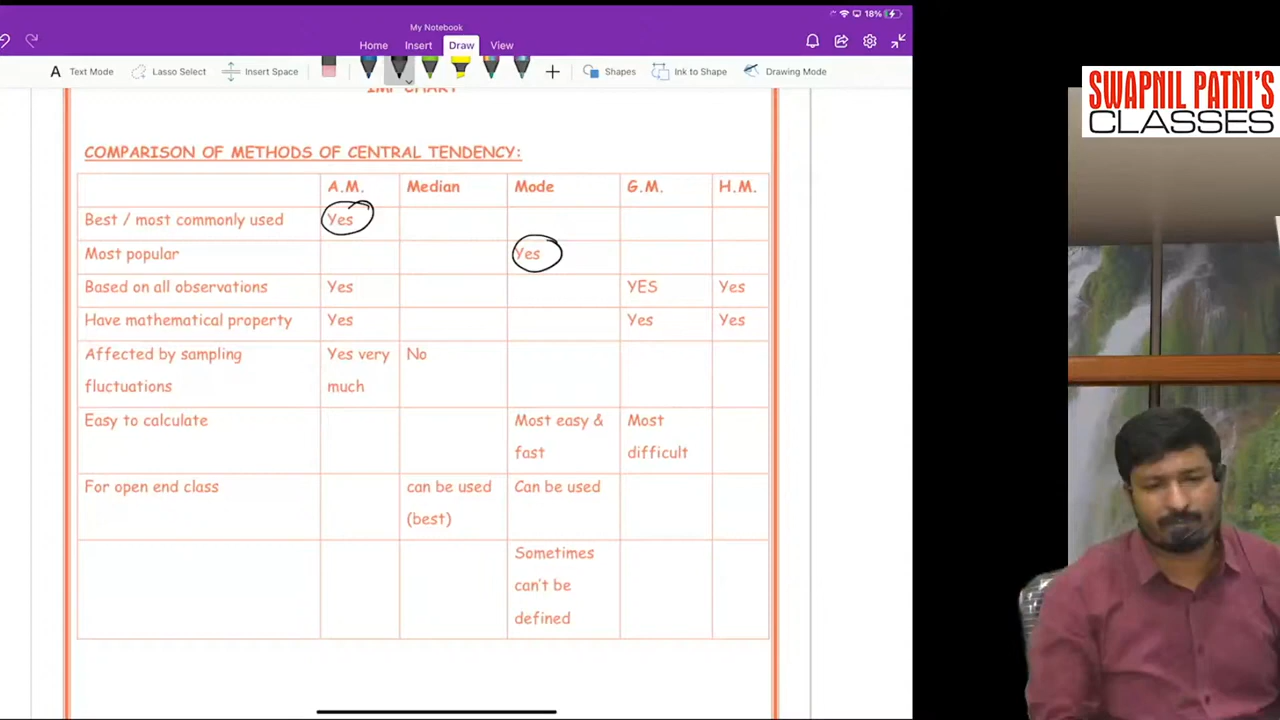 18%
My Notebook
Home Insert Draw View
A Text Mode Lasso Select Insert Space Shapes Ink to Shape Drawing Mode
SWAPNIL PATNI'S
CLASSES
COMPARISON OF METHODS OF CENTRAL TENDENCY:
A.M. Median Mode G.M. H.M.
Best / most commonly used Yes
Most popular Yes
Based on all observations Yes YES Yes
Have mathematical property Yes Yes Yes
Affected by sampling Yes very No
fluctuations much
Easy to calculate Most easy & Most
fast difficult
For open end class can be used Can be used
(best)
Sometimes
can't be
defined